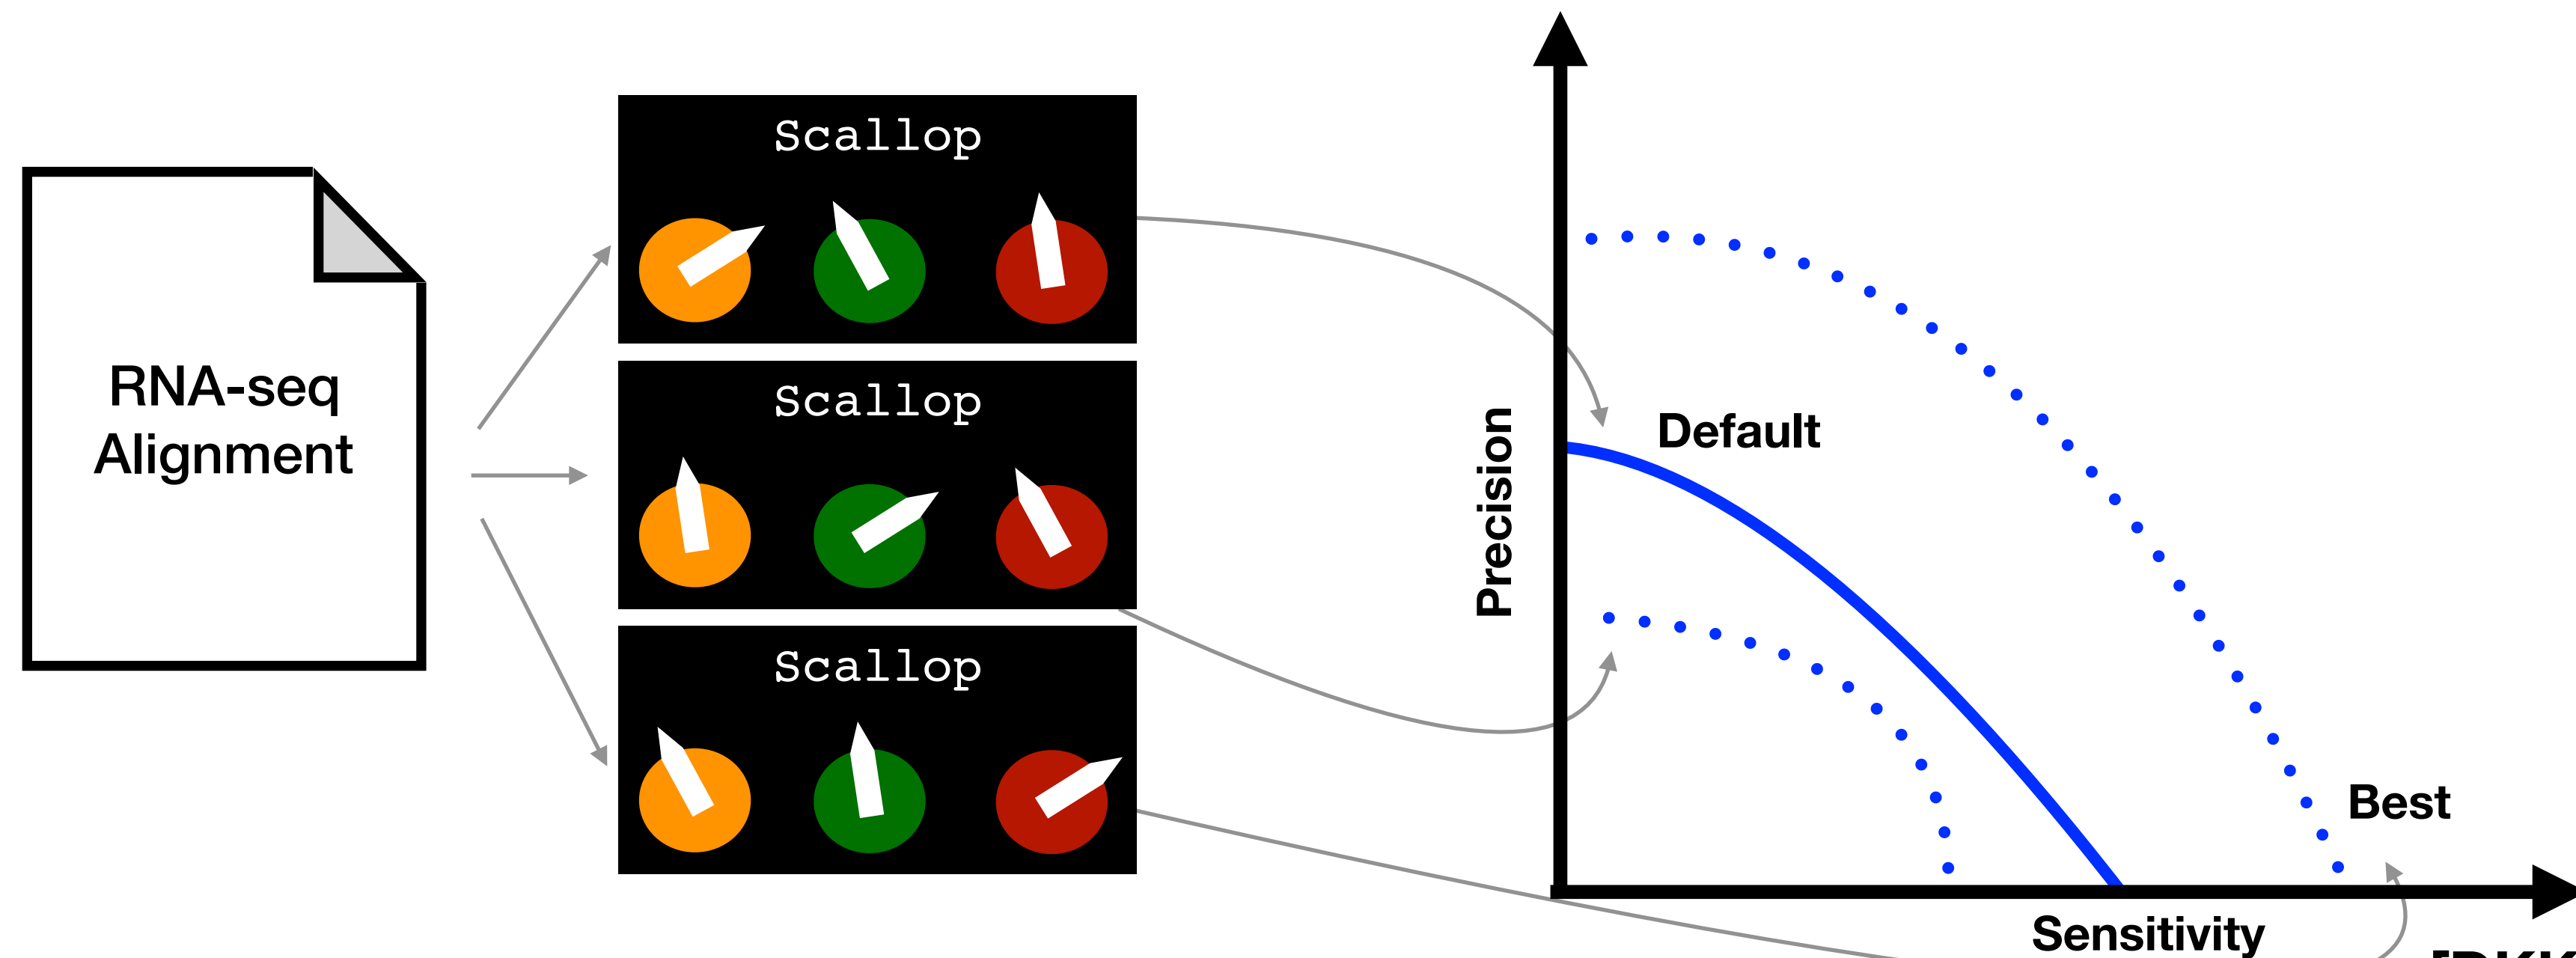 RNA-seq
Alignment
Scallop
Scallop
Scallop
Precision
Default
Best
Sensitivity